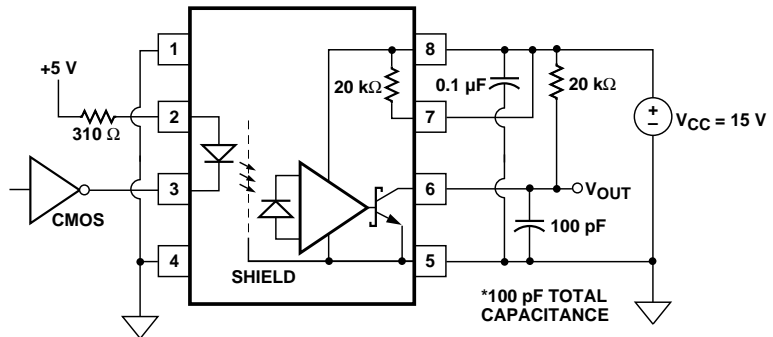 +5 V
310 Ω
CMOS
1
2
3
4
SHIELD
20 kΩ
8
7
6
5
0.1 µF
20 kΩ
+
–
VCC = 15 V
VOUT
100 pF
*100 pF TOTAL
CAPACITANCE